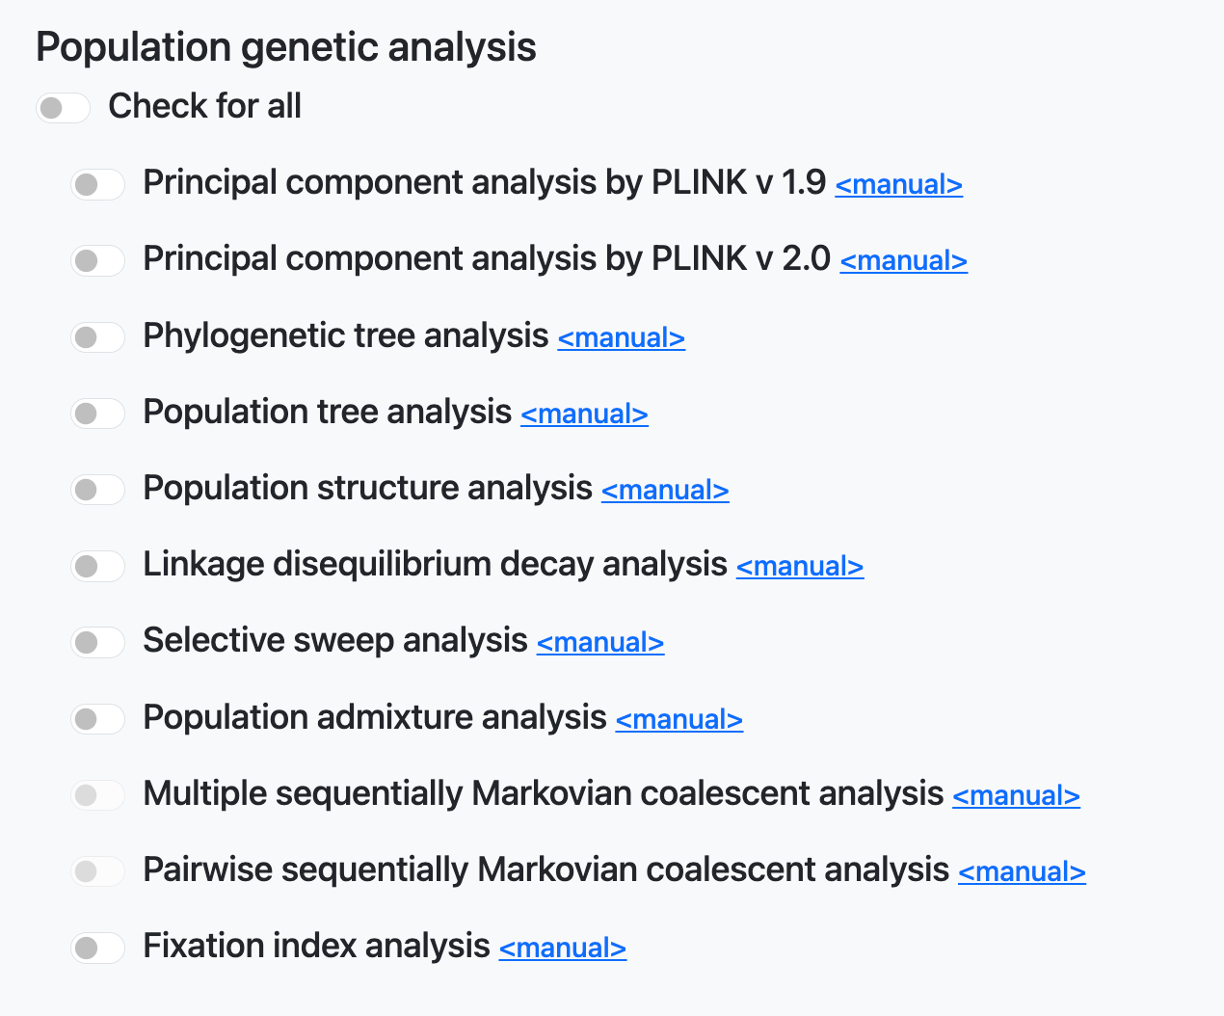 Population genetic analysis
Check for all
Principal component analysis by PLINK v 1.9 <manual>
Principal component analysis by PLINK v 2.0 <manual>
Phylogenetic tree analysis <manual>
Population tree analysis <manual>
Population structure analysis <manual>
Linkage disequilibrium decay analysis <manual>
Selective sweep analysis <manual>
Population admixture analysis <manual>
Multiple sequentially Markovian coalescent analysis <manual>
Pairwise sequentially Markovian coalescent analysis <manual>
Fixation index analysis <manual>